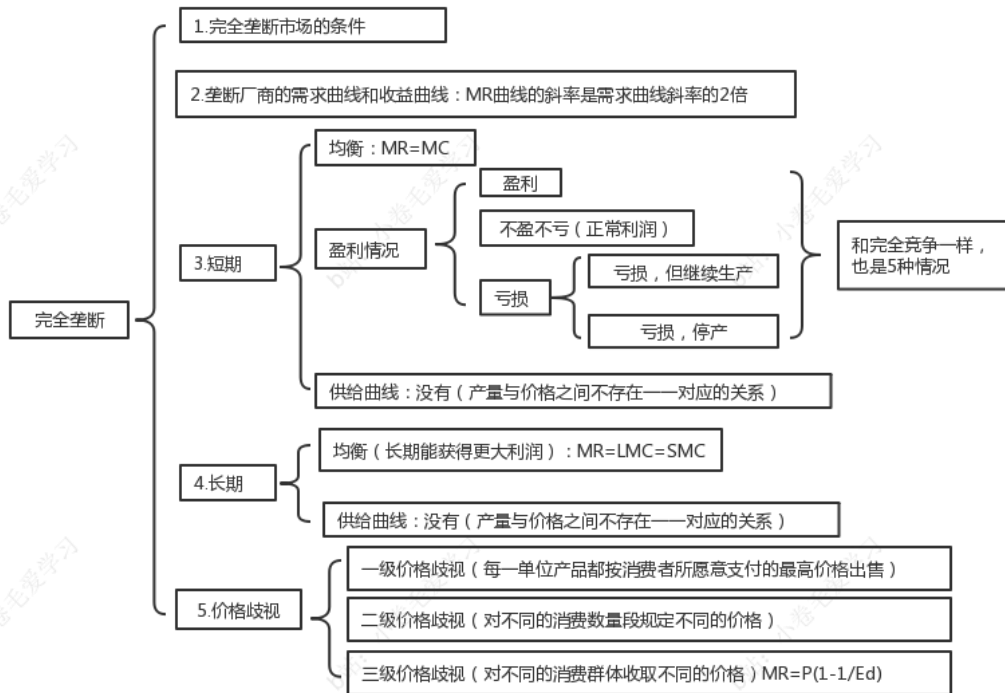 1.完全垄断市场的条件
2.垄断厂商的需求曲线和收益曲线：MR曲线的斜率是需求曲线斜率的2倍
均衡：MR=MC
盈利
不盈不亏（正常利润）
盈利情况
和完全竞争一样，
也是5种情况
3.短期
亏损，但继续生产
亏损
完全垄断
亏损，停产
供给曲线：没有（产量与价格之间不存在一一对应的关系）
均衡（长期能获得更大利润）：MR=LMC=SMC
4.长期
供给曲线：没有（产量与价格之间不存在一一对应的关系）
一级价格歧视（每一单位产品都按消费者所愿意支付的最高价格出售）
5.价格歧视
二级价格歧视（对不同的消费数量段规定不同的价格）
三级价格歧视（对不同的消费群体收取不同的价格）MR=P(1-1/Ed)
b站：小卷毛爱学习